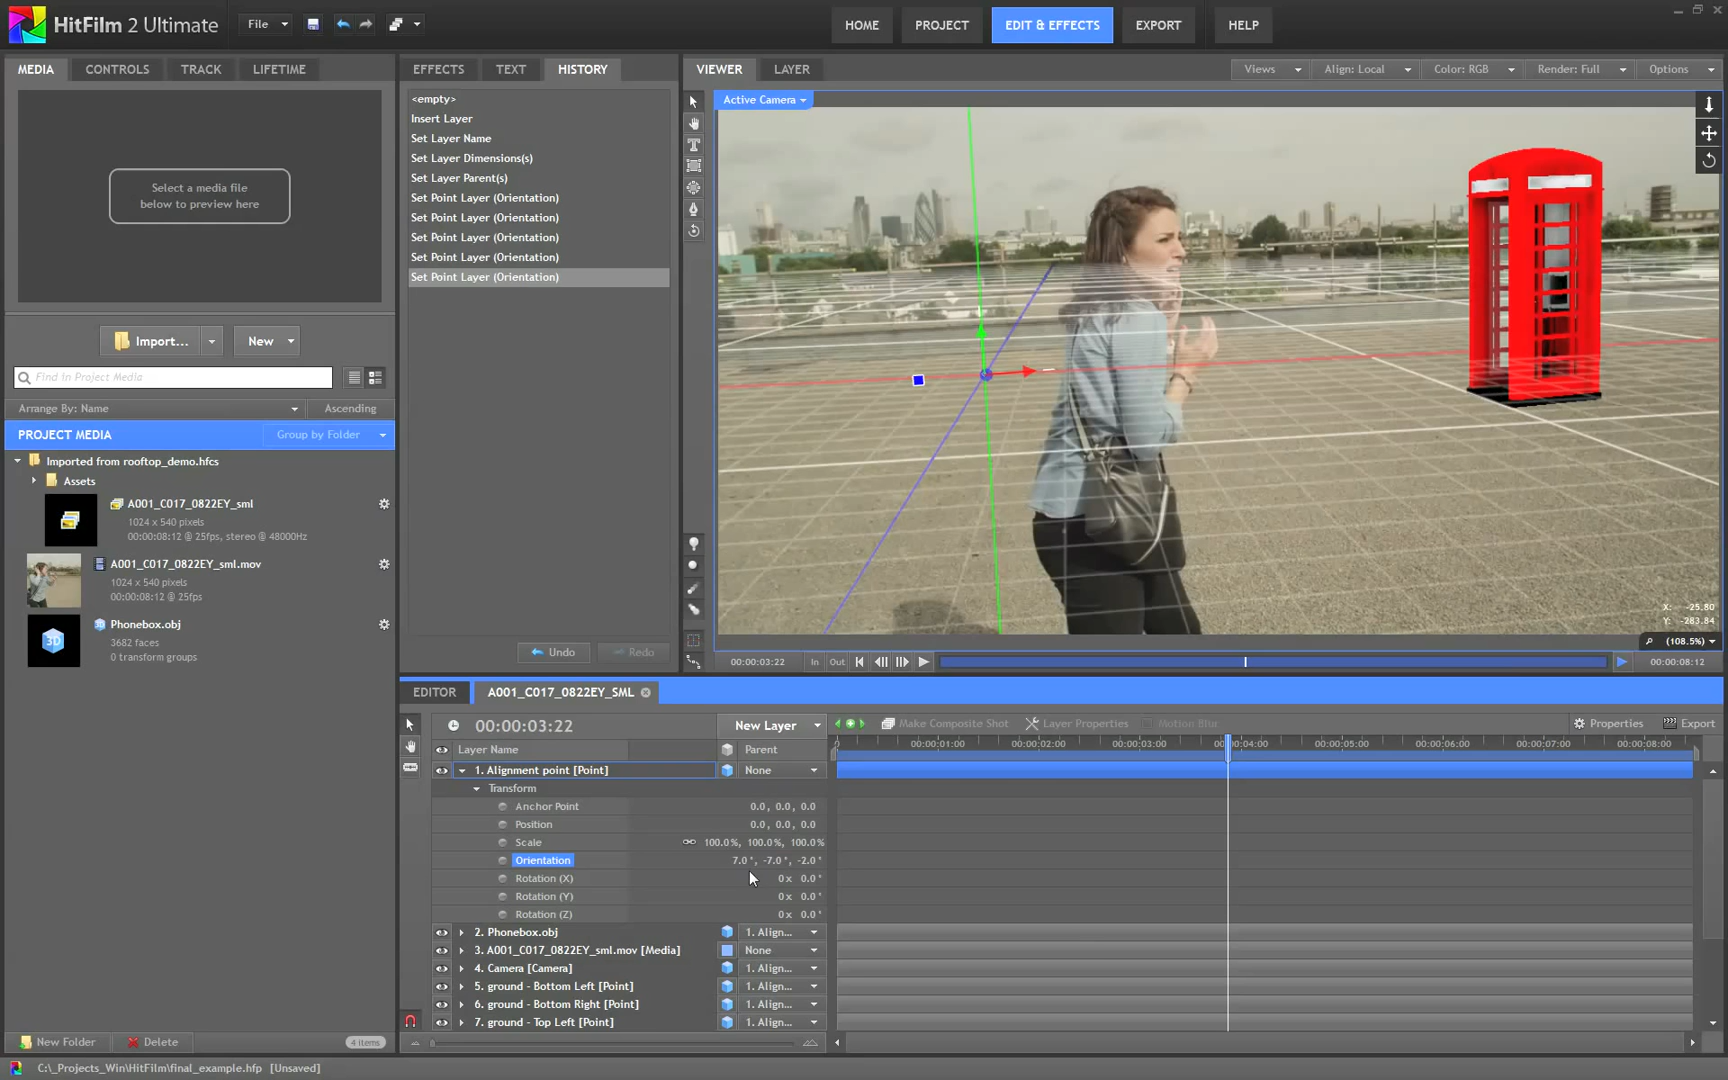 HitFilm 2 Ultimate
File
HOME
PROJECT
EDIT & EFFECTS
EXPORT
HELP
MEDIA
CONTROLS
TRACK
LIFETIME
EFFECTS
TEXT
HISTORY
VIEWER
LAYER
Views
Align: Local
Color: RGB
Render: Full
Options
Select a media file
below to preview here
<empty>
Insert Layer
Set Layer Name
Set Layer Dimensions(s)
Set Layer Parent(s)
Set Point Layer (Orientation)
Set Point Layer (Orientation)
Set Point Layer (Orientation)
Set Point Layer (Orientation)
Set Point Layer (Orientation)
Undo
Redo
Active Camera
X: -25.80
Y: -283.84
(108.5%)
00:00:03:22
In
Out
00:00:08:12
Import...
New
Find in Project Media
Arrange By: Name
Ascending
PROJECT MEDIA
Group by Folder
Imported from rooftop_demo.hfcs
Assets
A001_C017_0822EY_sml
1024 x 540 pixels
00:00:08:12 @ 25fps, stereo @ 48000Hz
A001_C017_0822EY_sml.mov
1024 x 540 pixels
00:00:08:12 @ 25fps
3D
Phonebox.obj
3682 faces
0 transform groups
New Folder
Delete
4 items
EDITOR
A001_C017_0822EY_SML
00:00:03:22
New Layer
Make Composite Shot
Layer Properties
Motion Blur
Properties
Export
Layer Name
Parent
0
00:00:01:00
00:00:02:00
00:00:03:00
00:00:04:00
00:00:05:00
00:00:06:00
00:00:07:00
00:00:08:00
1. Alignment point [Point]
None
Transform
Anchor Point
0.0, 0.0, 0.0
Position
0.0, 0.0, 0.0
Scale
100.0%, 100.0%, 100.0%
Orientation
7.0°, -7.0°, -2.0°
Rotation (X)
0x 0.0°
Rotation (Y)
0x 0.0°
Rotation (Z)
0x 0.0°
2. Phonebox.obj
1. Align...
3. A001_C017_0822EY_sml.mov [Media]
None
4. Camera [Camera]
1. Align...
5. ground - Bottom Left [Point]
1. Align...
6. ground - Bottom Right [Point]
1. Align...
7. ground - Top Left [Point]
1. Align...
C:\_Projects_Win\HitFilm\final_example.hfp [Unsaved]